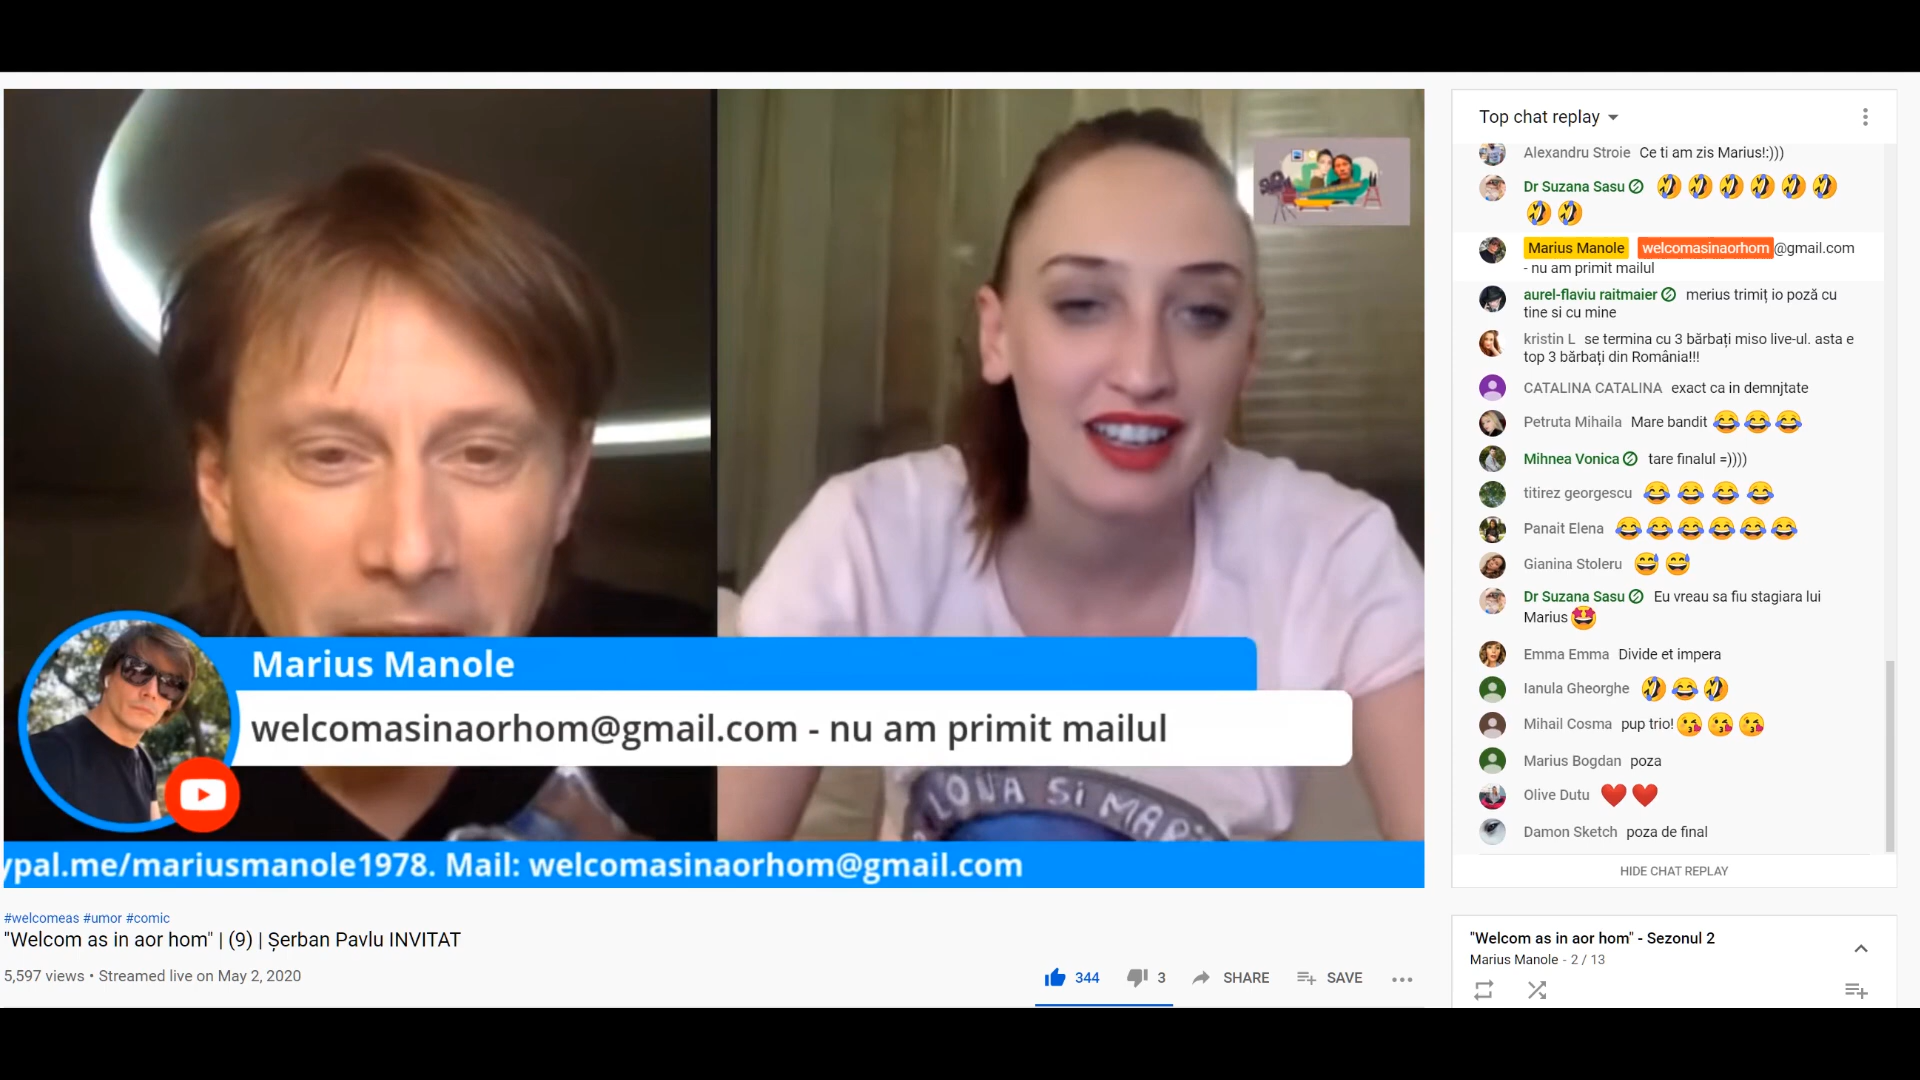 LONA Si MAR
Marius Manole
welcomasinaorhom@gmail.com - nu am primit mailul
ypal.me/mariusmanole1978. Mail: welcomasinaorhom@gmail.com
#welcomeas #umor #comic
"Welcom as in aor hom" | (9) | Șerban Pavlu INVITAT
5,597 views • Streamed live on May 2, 2020
344
3
SHARE
SAVE
Top chat replay
Alexandru Stroie Ce ti am zis Marius!:)))
Dr Suzana Sasu 🤣🤣🤣🤣🤣🤣
🤣🤣
Marius Manole welcomasinaorhom@gmail.com
- nu am primit mailul
aurel-flaviu raitmaier merius trimiț io poză cu
tine si cu mine
kristin L se termina cu 3 bărbați miso live-ul. asta e
top 3 bărbați din România!!!
CATALINA CATALINA exact ca in demnjtate
Petruta Mihaila Mare bandit 😂😂😂
Mihnea Vonica tare finalul =))))
titirez georgescu 😂😂😂😂
Panait Elena 😂😂😂😂😂😂
Gianina Stoleru 😅😅
Dr Suzana Sasu Eu vreau sa fiu stagiara lui
Marius 🤩
Emma Emma Divide et impera
Ianula Gheorghe 🤣😂🤣
Mihail Cosma pup trio! 😘😘😘
Marius Bogdan poza
Olive Dutu ❤️❤️
Damon Sketch poza de final
HIDE CHAT REPLAY
"Welcom as in aor hom" - Sezonul 2
Marius Manole - 2 / 13